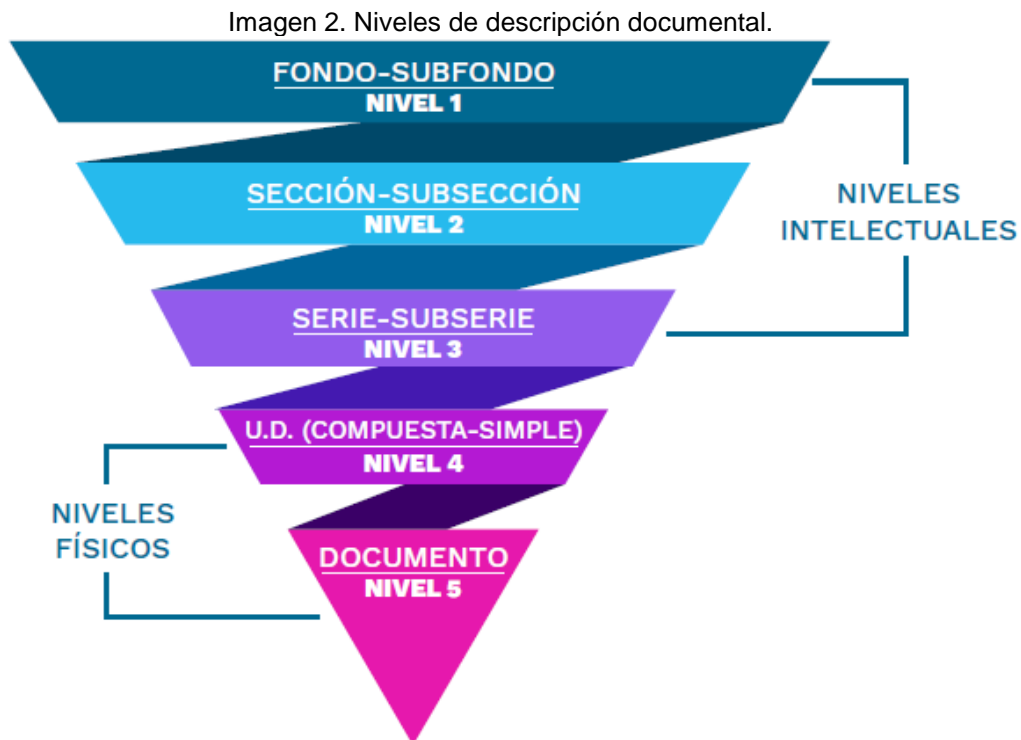 Imagen 2. Niveles de descripción documental.
FONDO-SUBFONDO
NIVEL 1
SECCIÓN-SUBSECCIÓN
NIVEL 2
NIVELES
INTELECTUALES
SERIE-SUBSERIE
NIVEL 3
U.D. (COMPUESTA-SIMPLE)
NIVEL 4
NIVELES
FÍSICOS
DOCUMENTO
NIVEL 5